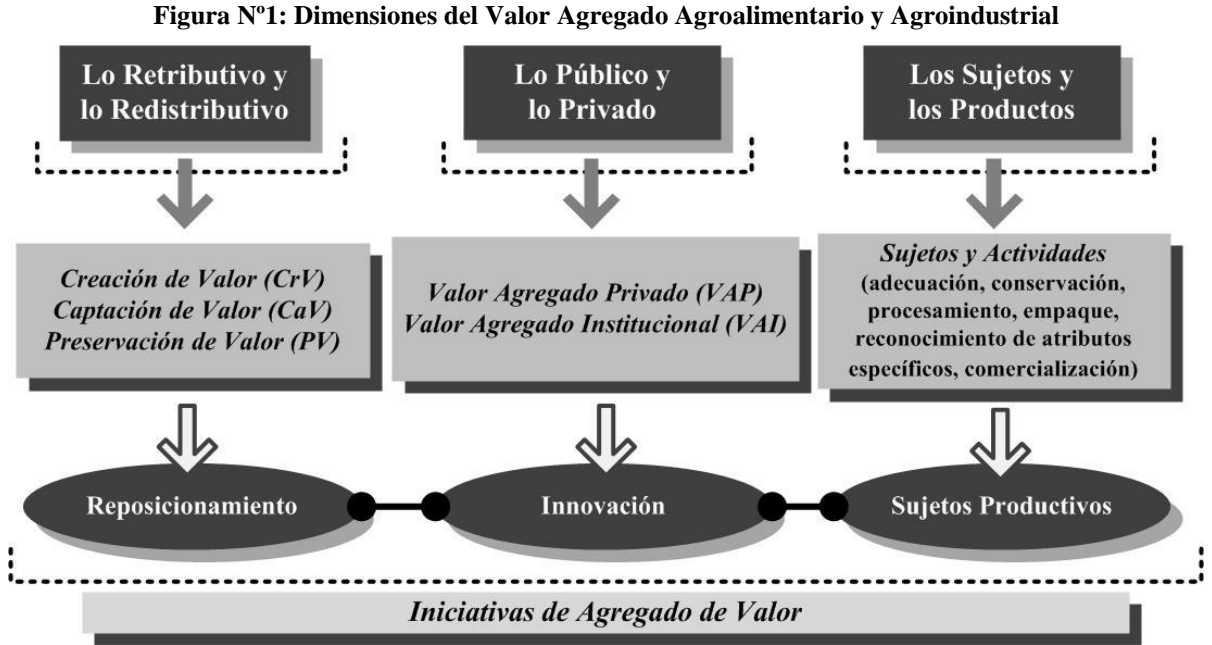 Figura Nº1: Dimensiones del Valor Agregado Agroalimentario y Agroindustrial
Lo Retributivo y
lo Redistributivo
Lo Público y
lo Privado
Los Sujetos y
los Productos
Creación de Valor (CrV)
Captación de Valor (CaV)
Preservación de Valor (PV)
Valor Agregado Privado (VAP)
Valor Agregado Institucional (VAI)
Sujetos y Actividades
(adecuación, conservación,
procesamiento, empaque,
reconocimiento de atributos
específicos, comercialización)
Reposicionamiento
Innovación
Sujetos Productivos
Iniciativas de Agregado de Valor